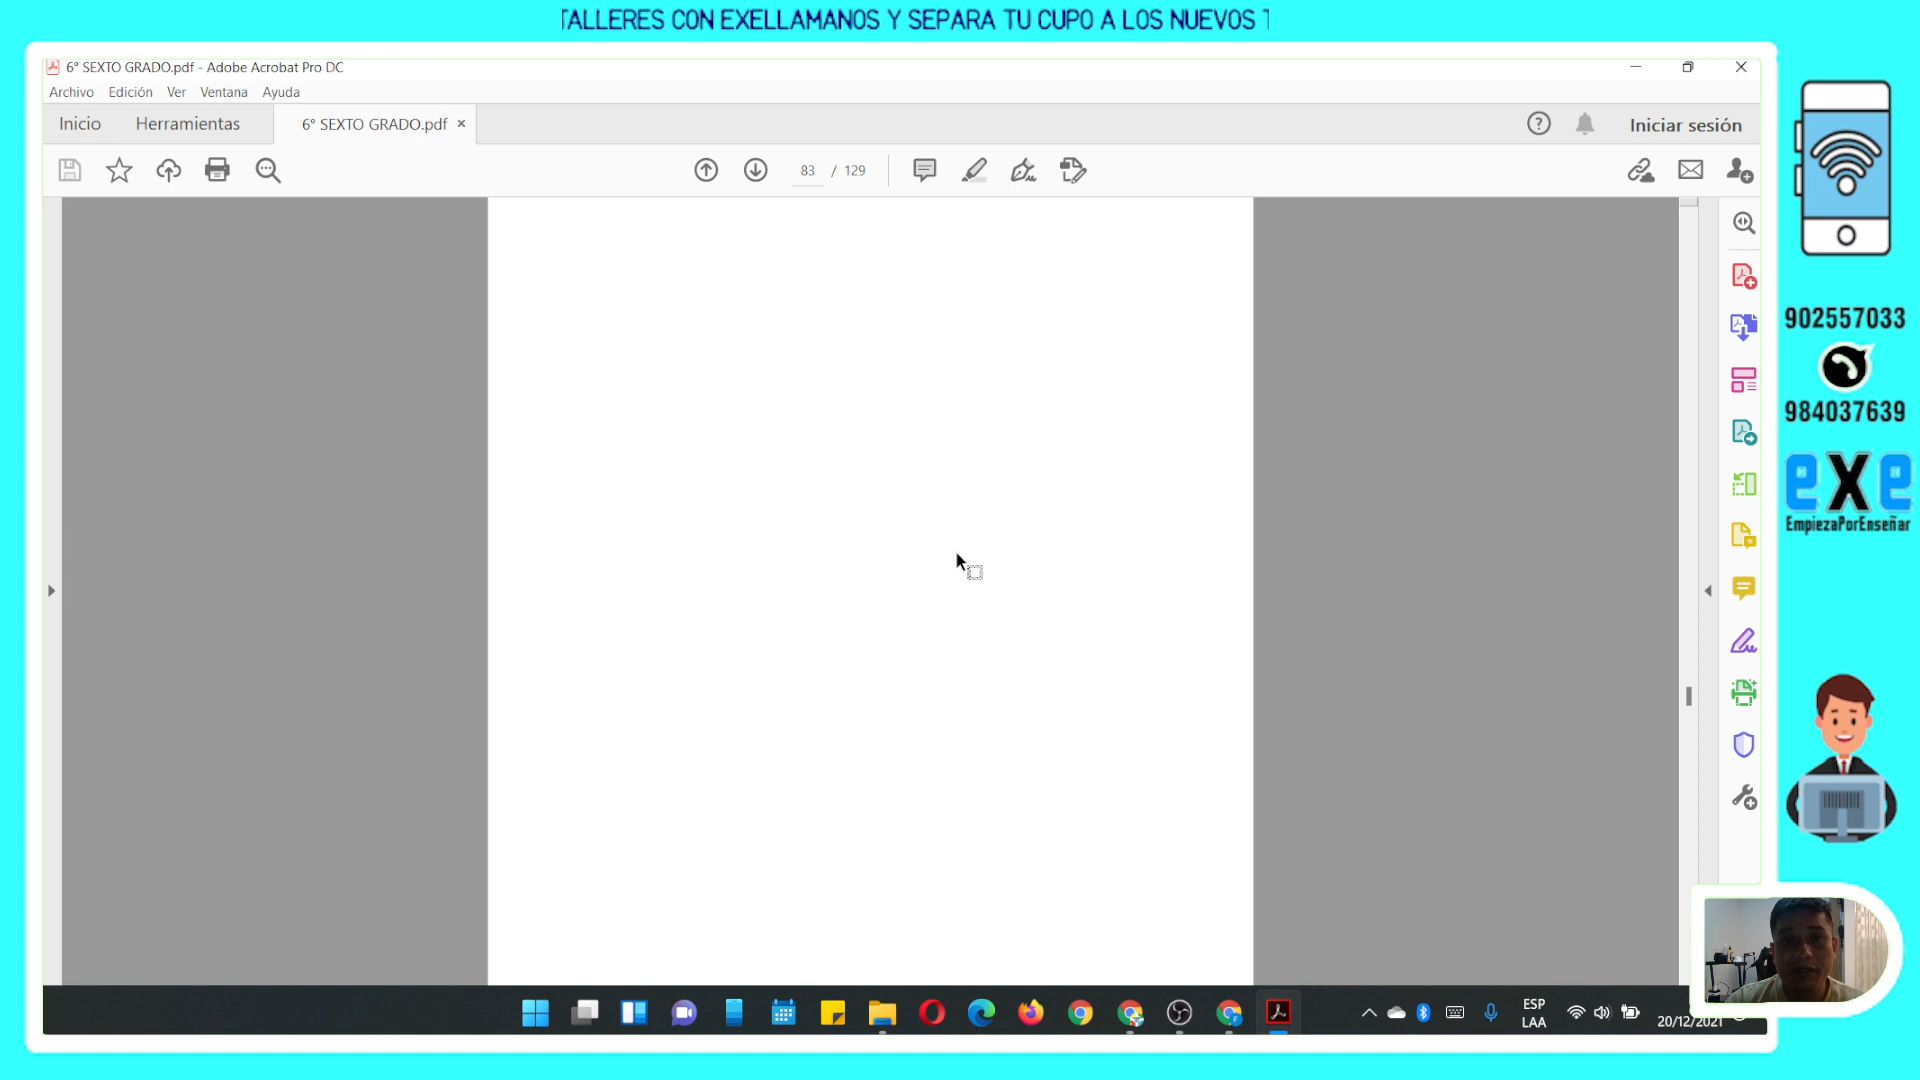 TALLERES CON EXELLAMANOS Y SEPARA TU CUPO A LOS NUEVOS
6° SEXTO GRADO.pdf - Adobe Acrobat Pro DC
Archivo Edición Ver Ventana Ayuda
Inicio Herramientas 6° SEXTO GRADO.pdf × Iniciar sesión
83 / 129
902557033
984037639
exe
EmpiezaPorEnseñar
ESP
LAA
20/12/2021